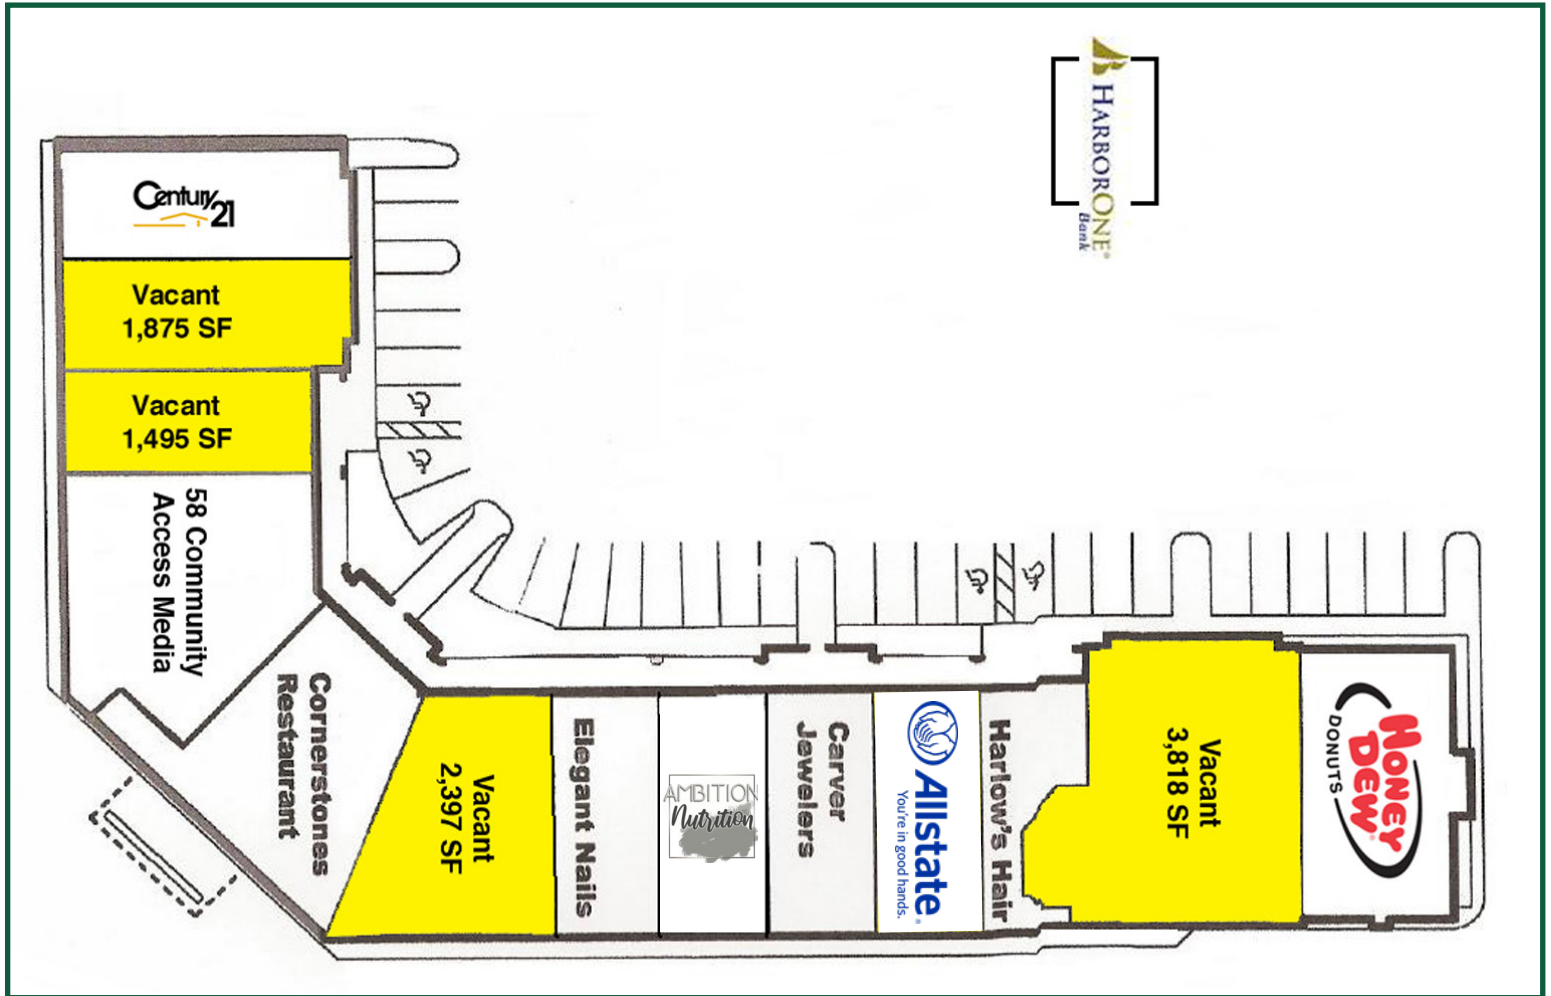 HARBORONE®
Bank
Century
21
Vacant
1,875 SF
Vacant
1,495 SF
58 Community
Access Media
Cornerstones
Restaurant
Vacant
2,397 SF
Elegant Nails
AMBITION
Nutrition
Carver
Jewelers
Allstate®
You're in good hands.
Harlow's Hair
Vacant
3,818 SF
HONEY
DEW®
DONUTS